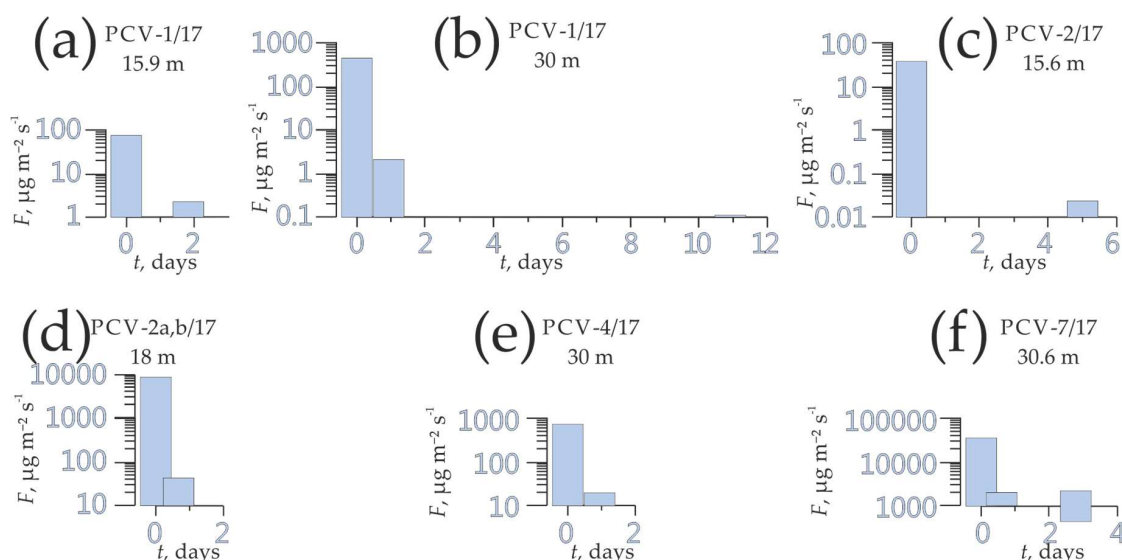 (a)
PCV-1/17
15.9 m
F, µg m⁻² s⁻¹
100
10
1
0 2
t, days
(b)
PCV-1/17
30 m
F, µg m⁻² s⁻¹
1000
100
10
1
0.1
0 2 4 6 8 10 12
t, days
(c)
PCV-2/17
15.6 m
F, µg m⁻² s⁻¹
100
10
1
0.1
0.01
0 2 4 6
t, days
(d)
PCV-2a,b/17
18 m
F, µg m⁻² s⁻¹
10000
1000
100
10
0 2
t, days
(e)
PCV-4/17
30 m
F, µg m⁻² s⁻¹
1000
100
10
0 2
t, days
(f)
PCV-7/17
30.6 m
F, µg m⁻² s⁻¹
100000
10000
1000
0 2 4
t, days